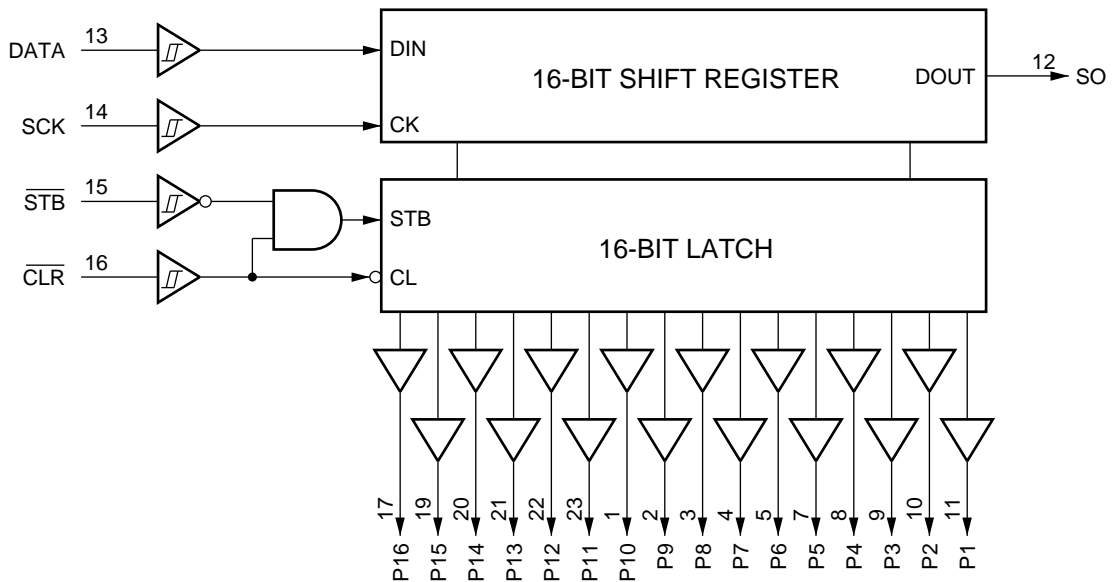 DATA 13 DIN 16-BIT SHIFT REGISTER DOUT 12 SO
SCK 14 CK
S̅T̅B̅ 15 STB
16-BIT LATCH
C̅L̅R̅ 16 CL
17 19 20 21 22 23 1 2 3 4 5 7 8 9 10 11
P16 P15 P14 P13 P12 P11 P10 P9 P8 P7 P6 P5 P4 P3 P2 P1